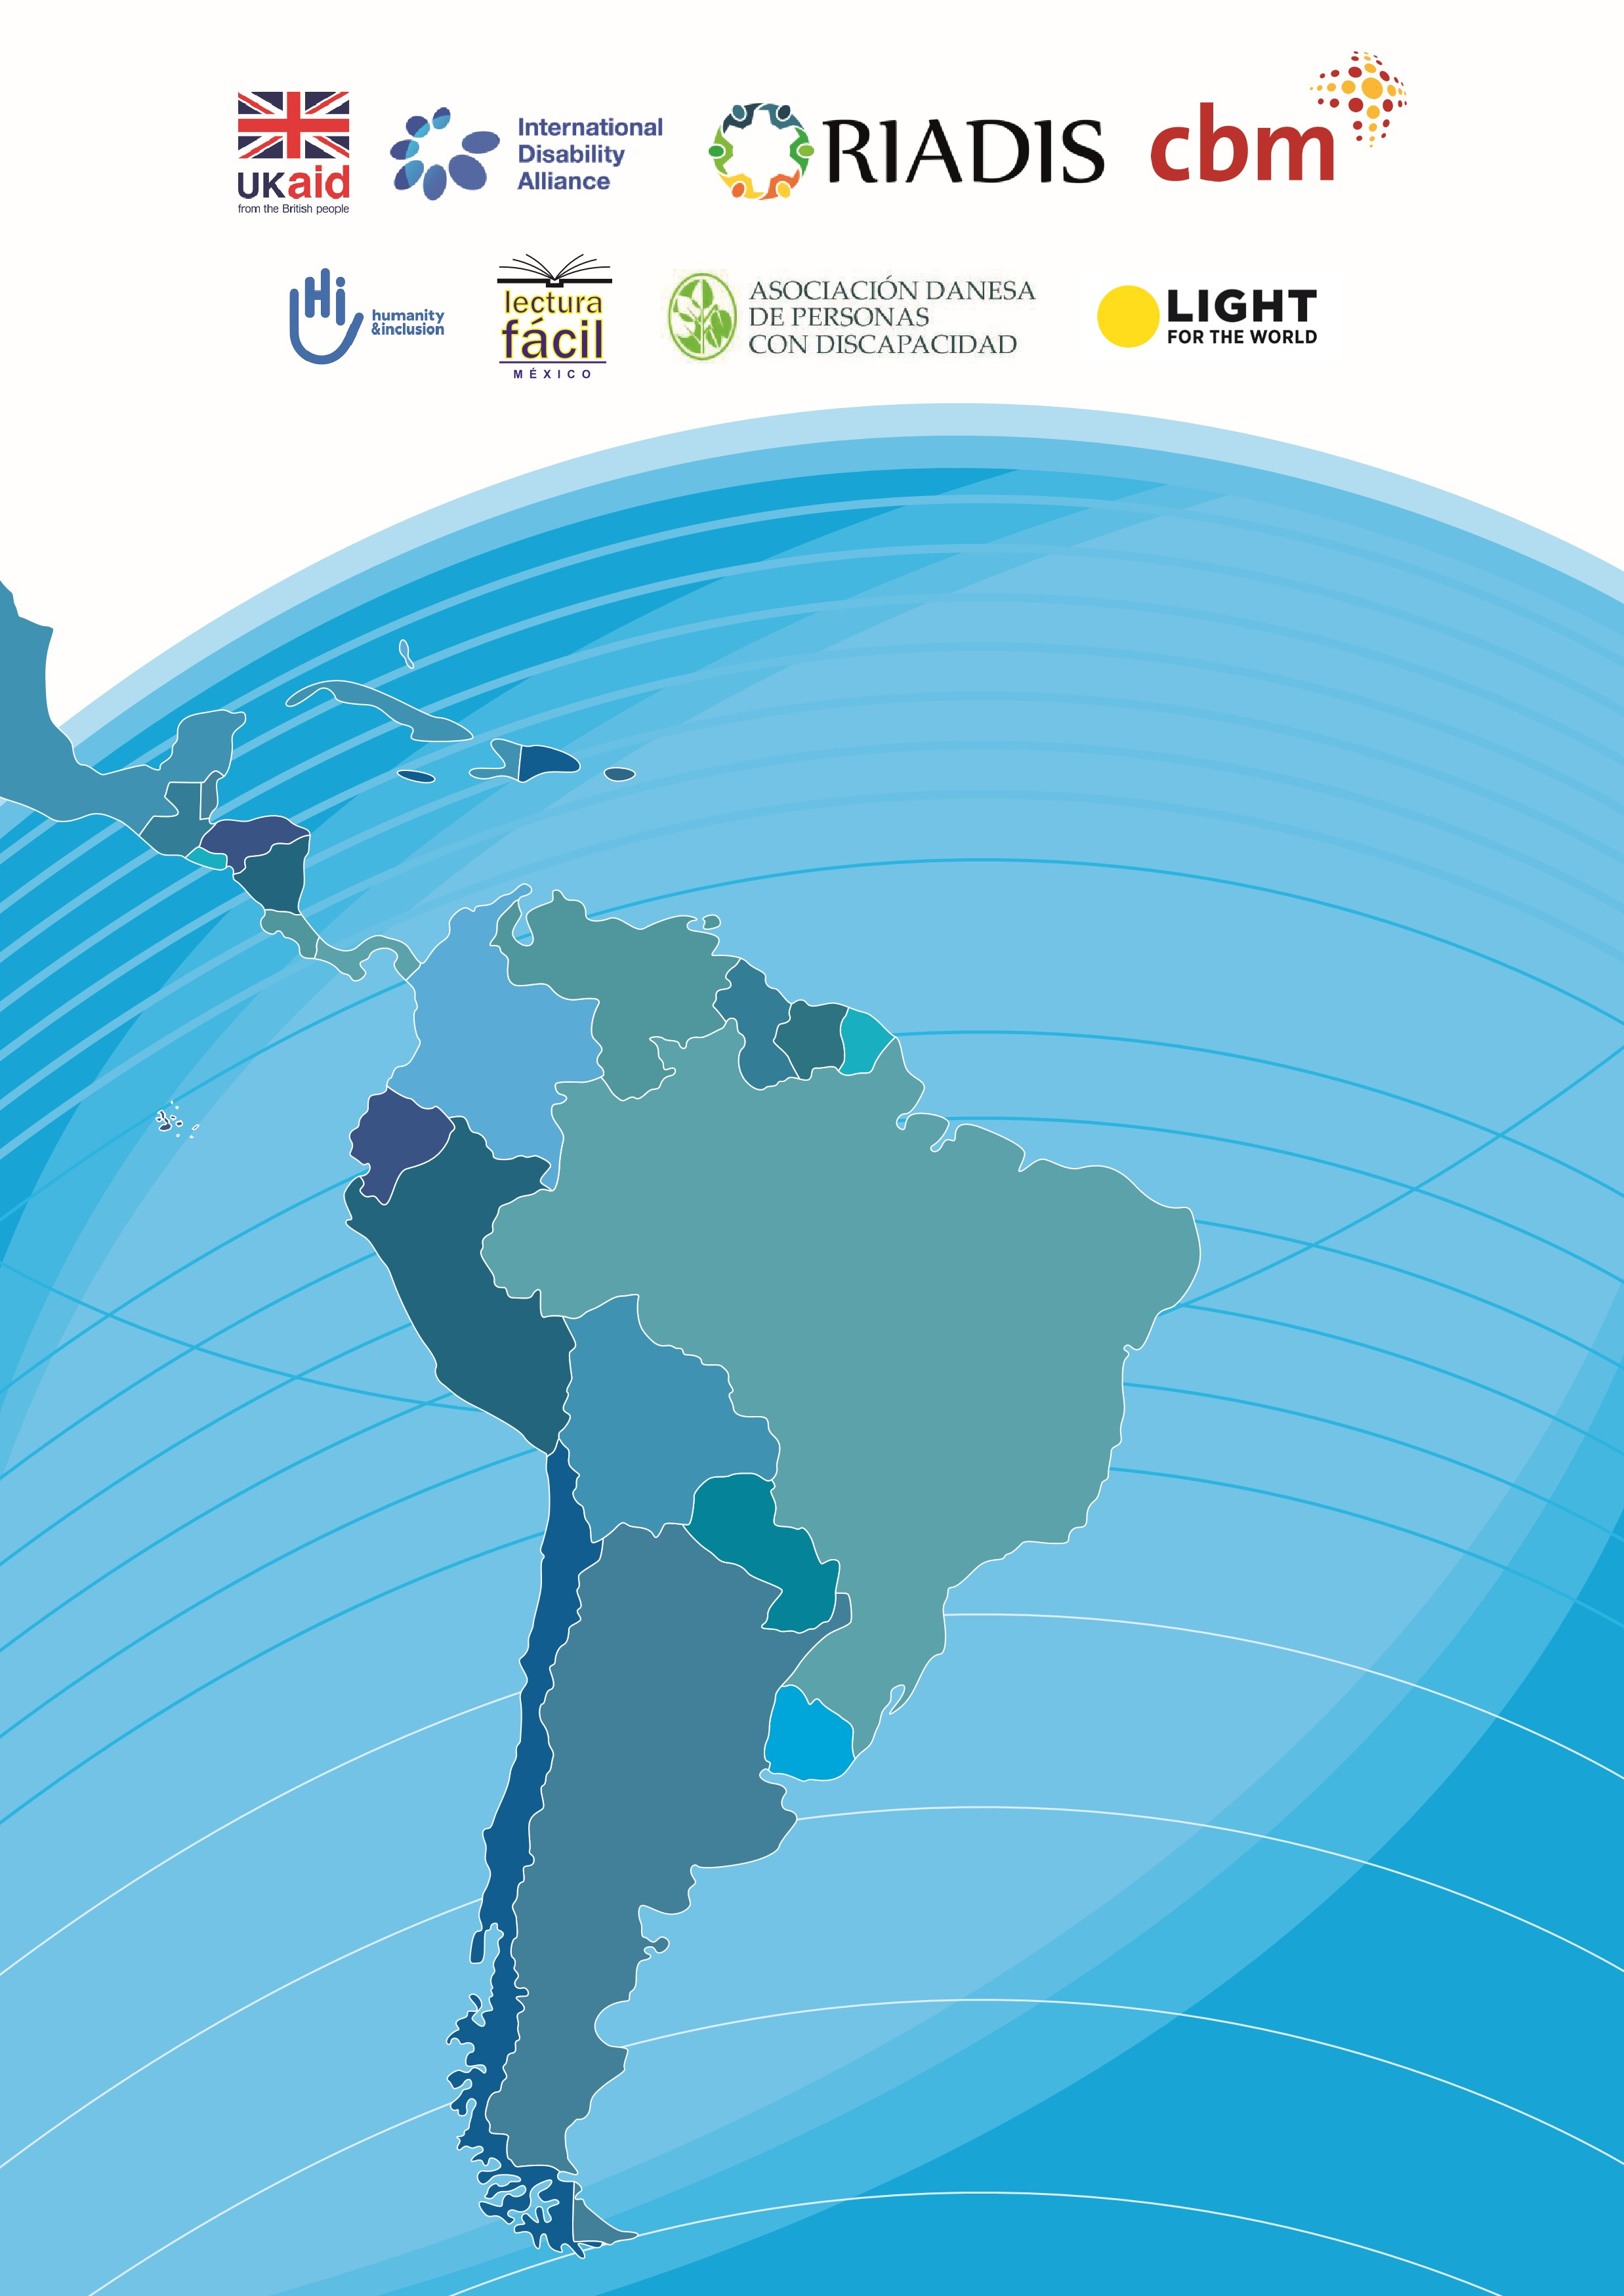 UKaid
from the British people
International
Disability
Alliance
RIADIS
cbm
Hi
humanity
&inclusion
lectura
fácil
MÉXICO
ASOCIACIÓN DANESA
DE PERSONAS
CON DISCAPACIDAD
LIGHT
FOR THE WORLD